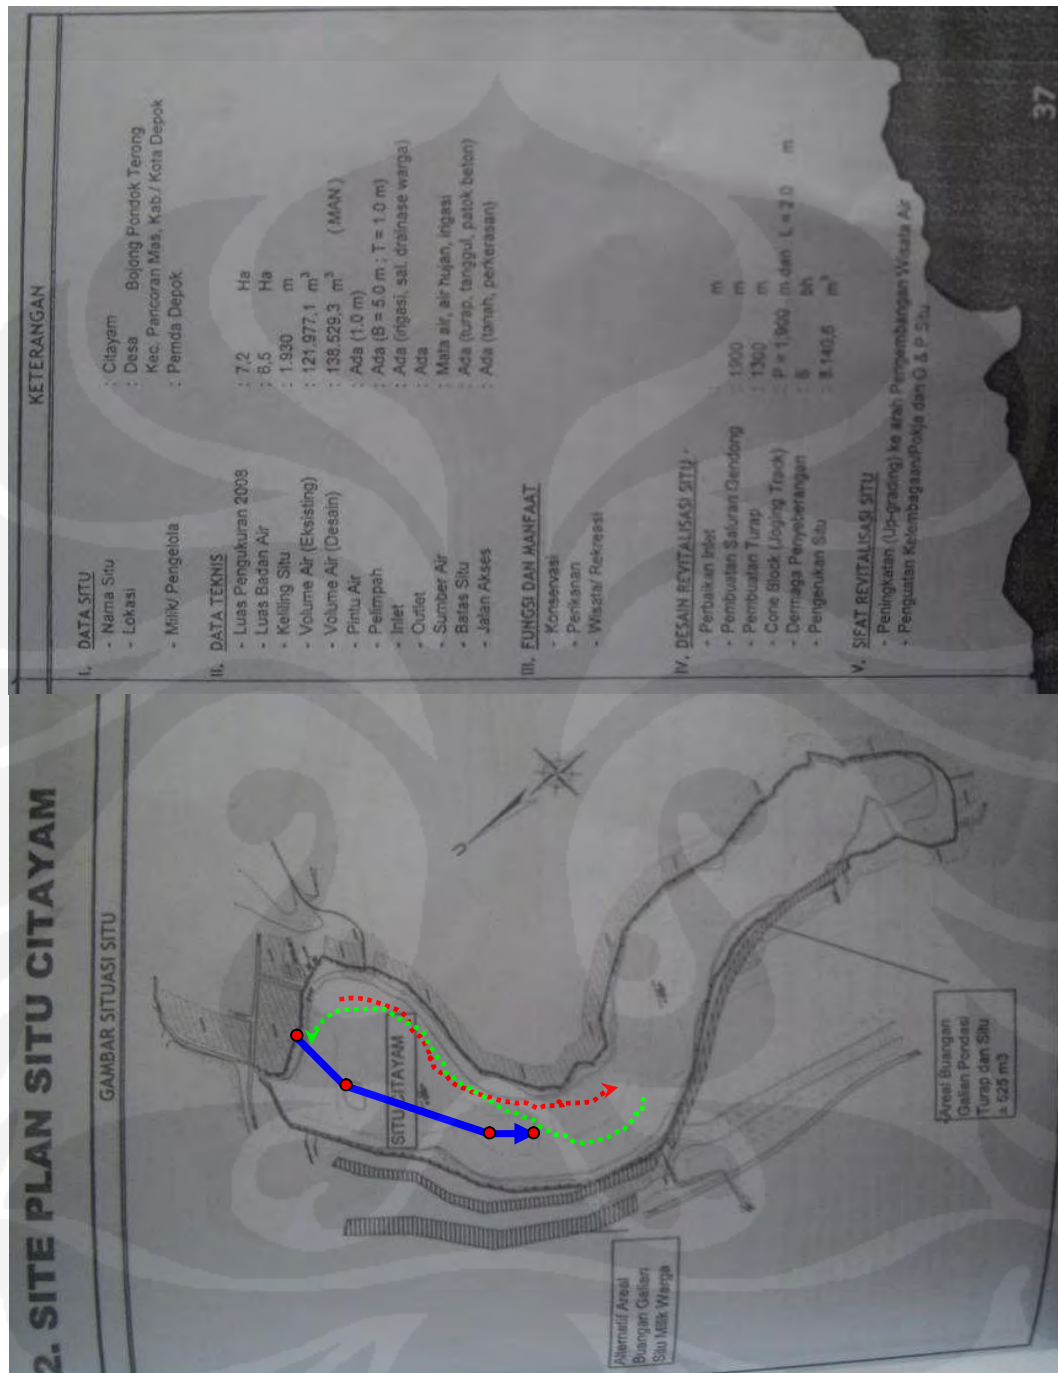 2. SITE PLAN SITU CITAYAM
GAMBAR SITUASI SITU
SITU CITAYAM
U
Alternatif Areal
Buangan Galian
Situ Milik Warga
Areal Buangan
Galian Pondasi
Turap dan Situ
± 525 m3
KETERANGAN
I. DATA SITU
- Nama Situ : Citayam
- Lokasi : Desa Bojong Pondok Terong
Kec. Pancoran Mas, Kab./ Kota Depok
- Milik/ Pengelola : Pemda Depok
II. DATA TEKNIS
- Luas Pengukuran 2008 : 7,2 Ha
- Luas Badan Air : 6,5 Ha
- Keliling Situ : 1.930 m
- Volume Air (Eksisting) : 121.977,1 m³
- Volume Air (Desain) : 138.529,3 m³ ( MAN )
- Pintu Air : Ada (1.0 m)
- Pelimpah : Ada (B = 5.0 m ; T = 1.0 m)
- Inlet : Ada (irigasi, sal. drainase warga)
- Outlet : Ada
- Sumber Air : Mata air, air hujan, irigasi
- Batas Situ : Ada (turap, tanggul, patok beton)
- Jalan Akses : Ada (tanah, perkerasan)
III. FUNGSI DAN MANFAAT
- Konservasi
- Perikanan
- Wisata/ Rekreasi
IV. DESAIN REVITALISASI SITU
- Perbaikan Inlet : m
- Pembuatan Saluran Gendong : 1900 m
- Pembuatan Turap : 1300 m
- Cone Block (Joging Track) : P = 1,900 m dan L = 2.0 m
- Dermaga Penyeberangan : 6 bh
- Pengerukan Situ : 8.140,6 m³
V. SIFAT REVITALISASI SITU
- Peningkatan (Up-grading) ke arah Pengembangan Wisata Air
- Penguatan Kelembagaan/Pokja dan O & P Situ
37